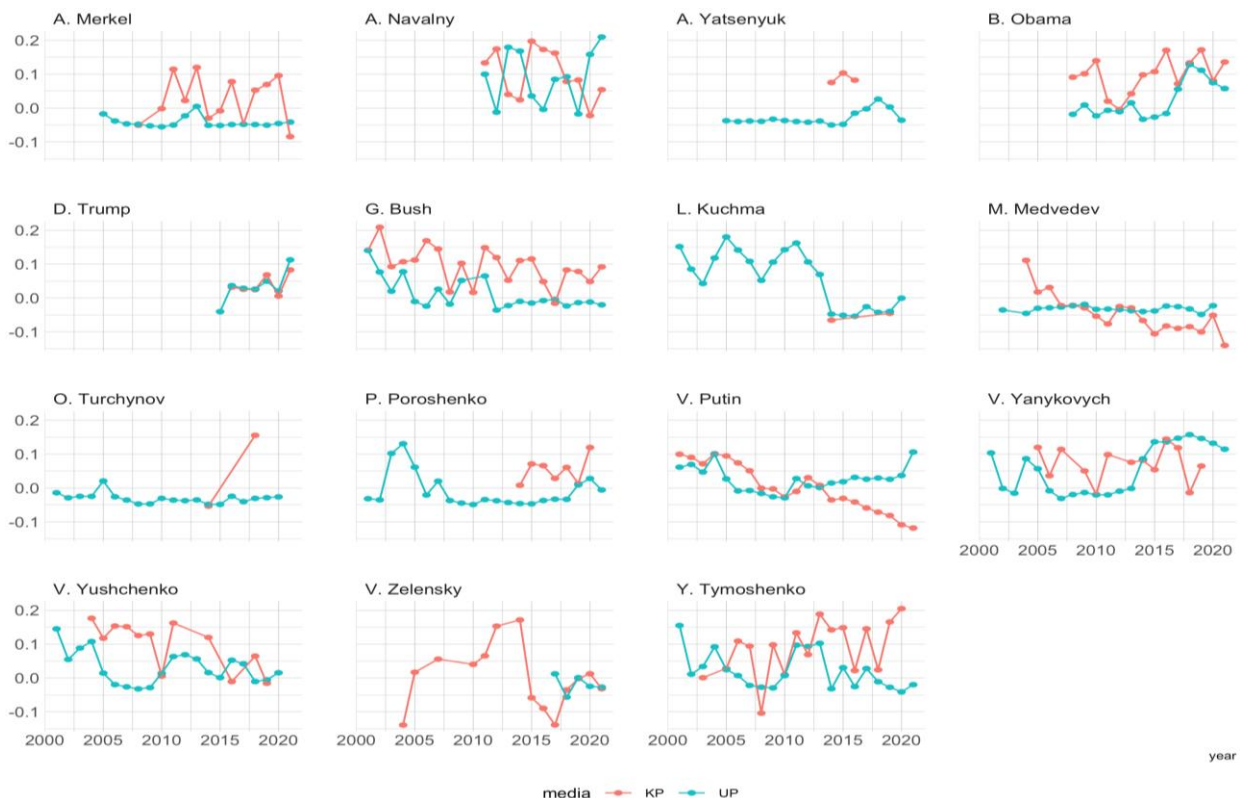 A. Merkel
A. Navalny
A. Yatsenyuk
B. Obama
0.2
0.1
0.0
-0.1
D. Trump
G. Bush
L. Kuchma
M. Medvedev
0.2
0.1
0.0
-0.1
O. Turchynov
P. Poroshenko
V. Putin
V. Yanykovych
0.2
0.1
0.0
-0.1
2000 2005 2010 2015 2020
V. Yushchenko
V. Zelensky
Y. Tymoshenko
0.2
0.1
0.0
-0.1
2000 2005 2010 2015 2020 2000 2005 2010 2015 2020 2000 2005 2010 2015 2020
year
media KP UP